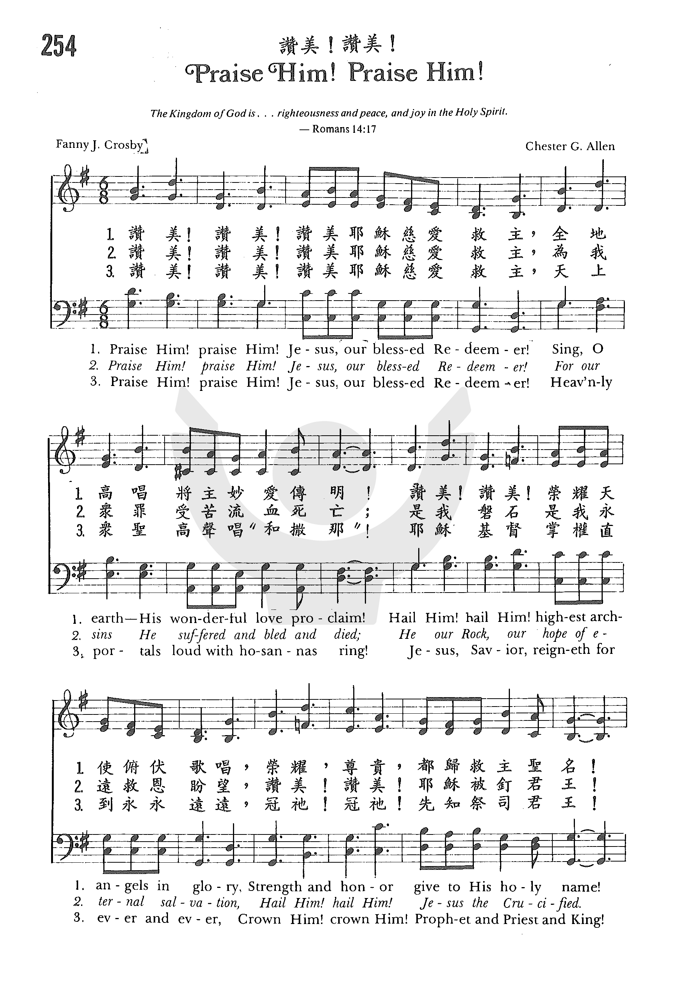 254
讚美！讚美！
Praise Him! Praise Him!
The Kingdom of God is . . . righteousness and peace, and joy in the Holy Spirit.
— Romans 14:17
Fanny J. Crosby
Chester G. Allen
1. 讚美！讚美！讚美耶穌慈愛救主，全地
2. 讚美！讚美！讚美耶穌慈愛救主，為我
3. 讚美！讚美！讚美耶穌慈愛救主，天上
1. Praise Him! praise Him! Je - sus, our bless-ed Re - deem - er! Sing, O
2. Praise Him! praise Him! Je - sus, our bless-ed Re - deem - er! For our
3. Praise Him! praise Him! Je - sus, our bless-ed Re - deem - er! Heav'n-ly
1. 高唱將主妙愛傳明！讚美！讚美！榮耀天
2. 衆罪受苦流血死亡；是我磐石是我永
3. 衆聖高聲唱〝和撒那〞！耶穌基督掌權直
1. earth—His won-der-ful love pro - claim! Hail Him! hail Him! high-est arch-
2. sins He suf-fered and bled and died; He our Rock, our hope of e -
3. por - tals loud with ho-san - nas ring! Je - sus, Sav - ior, reign-eth for
1. 使俯伏歌唱，榮耀，尊貴，都歸救主聖名！
2. 遠救恩盼望，讚美！讚美！耶穌被釘君王！
3. 到永永遠遠，冠祂！冠祂！先知祭司君王！
1. an - gels in glo - ry, Strength and hon - or give to His ho - ly name!
2. ter - nal sal - va - tion, Hail Him! hail Him! Je - sus the Cru - ci - fied.
3. ev - er and ev - er, Crown Him! crown Him! Proph-et and Priest and King!